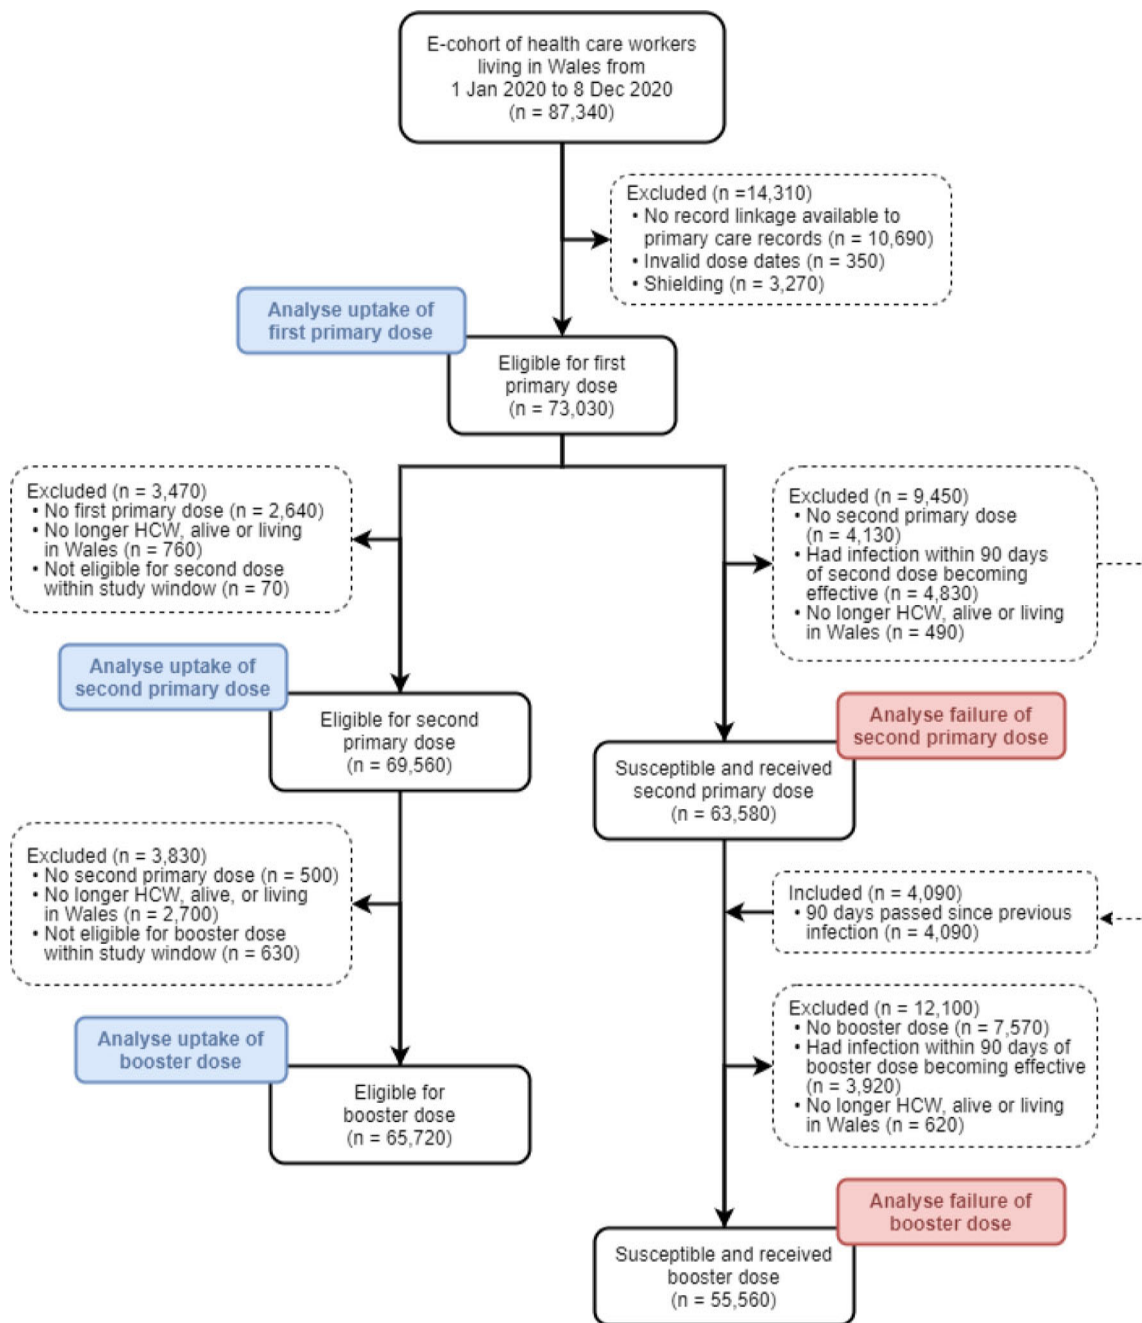 E-cohort of health care workers
living in Wales from
1 Jan 2020 to 8 Dec 2020
(n = 87,340)
Excluded (n =14,310)
• No record linkage available to
primary care records (n = 10,690)
• Invalid dose dates (n = 350)
• Shielding (n = 3,270)
Analyse uptake of
first primary dose
Eligible for first
primary dose
(n = 73,030)
Excluded (n = 3,470)
• No first primary dose (n = 2,640)
• No longer HCW, alive or living
in Wales (n = 760)
• Not eligible for second dose
within study window (n = 70)
Excluded (n = 9,450)
• No second primary dose
(n = 4,130)
• Had infection within 90 days
of second dose becoming
effective (n = 4,830)
• No longer HCW, alive or living
in Wales (n = 490)
Analyse uptake of
second primary dose
Eligible for second
primary dose
(n = 69,560)
Analyse failure of
second primary dose
Susceptible and received
second primary dose
(n = 63,580)
Excluded (n = 3,830)
• No second primary dose (n = 500)
• No longer HCW, alive, or living
in Wales (n = 2,700)
• Not eligible for booster dose
within study window (n = 630)
Included (n = 4,090)
• 90 days passed since previous
infection (n = 4,090)
Excluded (n = 12,100)
• No booster dose (n = 7,570)
• Had infection within 90 days of
booster dose becoming effective
(n = 3,920)
• No longer HCW, alive or living
in Wales (n = 620)
Analyse uptake of
booster dose
Eligible for
booster dose
(n = 65,720)
Analyse failure of
booster dose
Susceptible and received
booster dose
(n = 55,560)